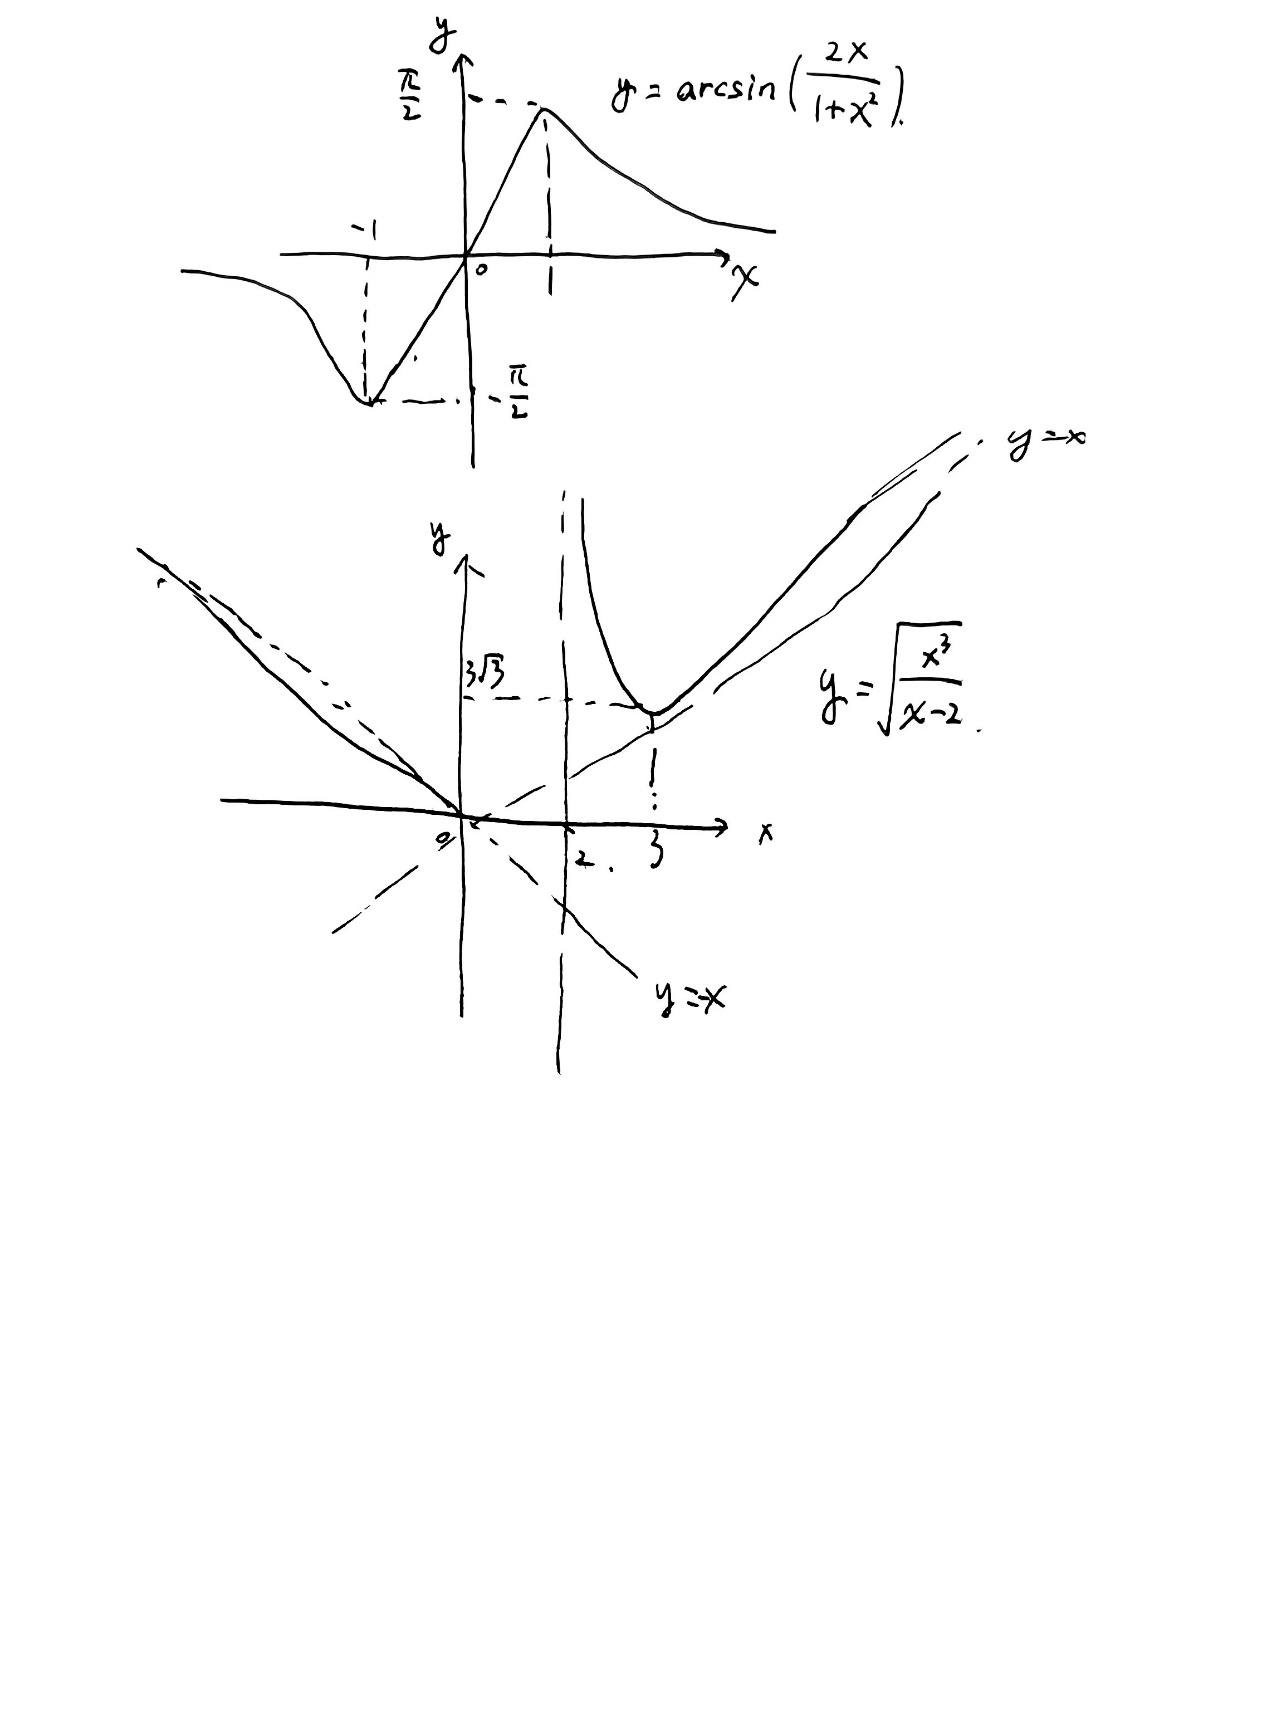 y
π/2
y = arcsin(2x/(1+x²)).
-1
0
x
-π/2
y=x
y
3√3
y=√(x³/(x-2)).
0
2.
3
x
y=-x